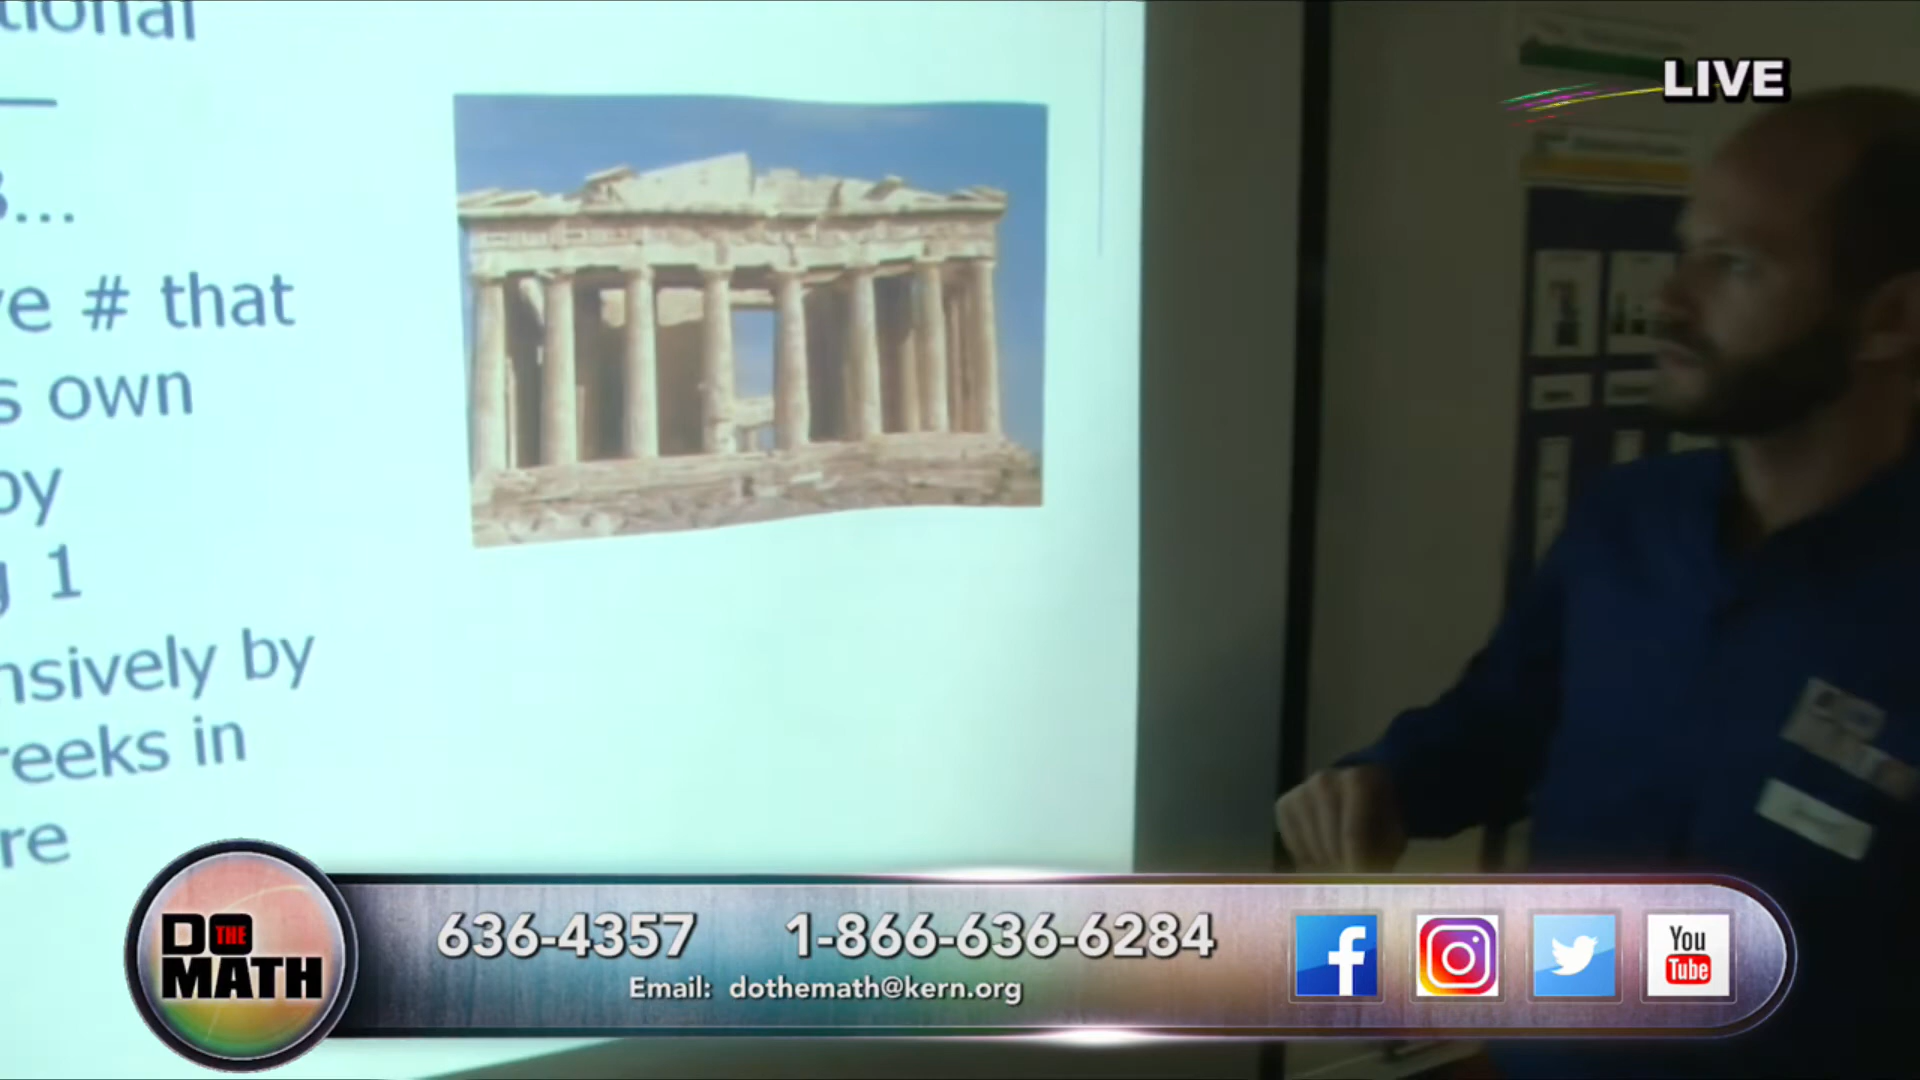 tional
...
ve # that
s own
by
g 1
nsively by
reeks in
re
LIVE
DO THE MATH
636-4357 1-866-636-6284
Email: dothemath@kern.org
You Tube